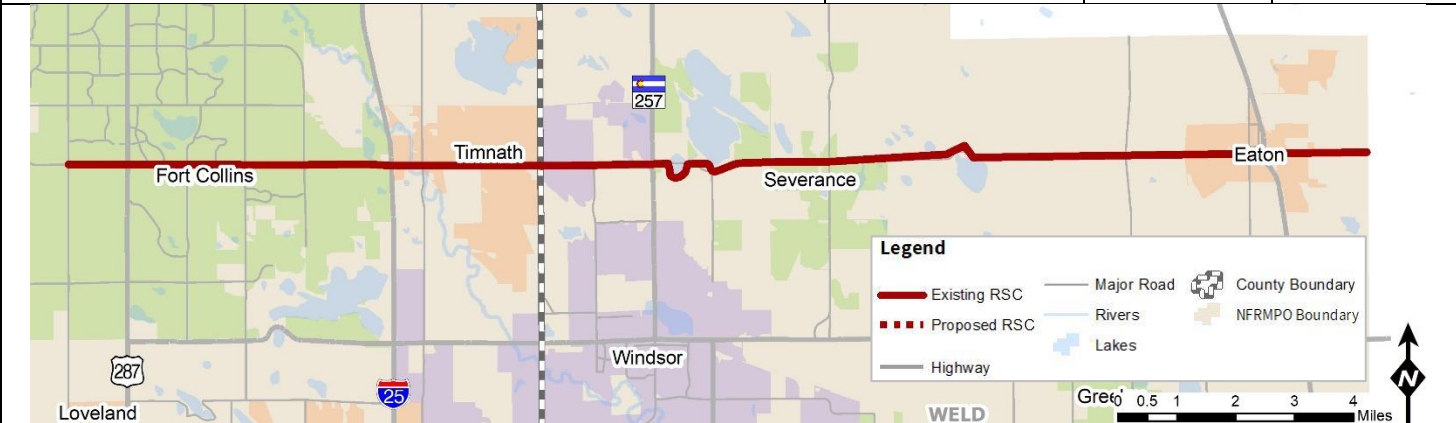 257
Timnath
Fort Collins
Severance
Eaton
Legend
Existing RSC
Proposed RSC
Highway
Major Road
Rivers
Lakes
County Boundary
NFRMPO Boundary
Windsor
287
25
Loveland
WELD
Gree
0 0.5 1 2 3 4
Miles
N